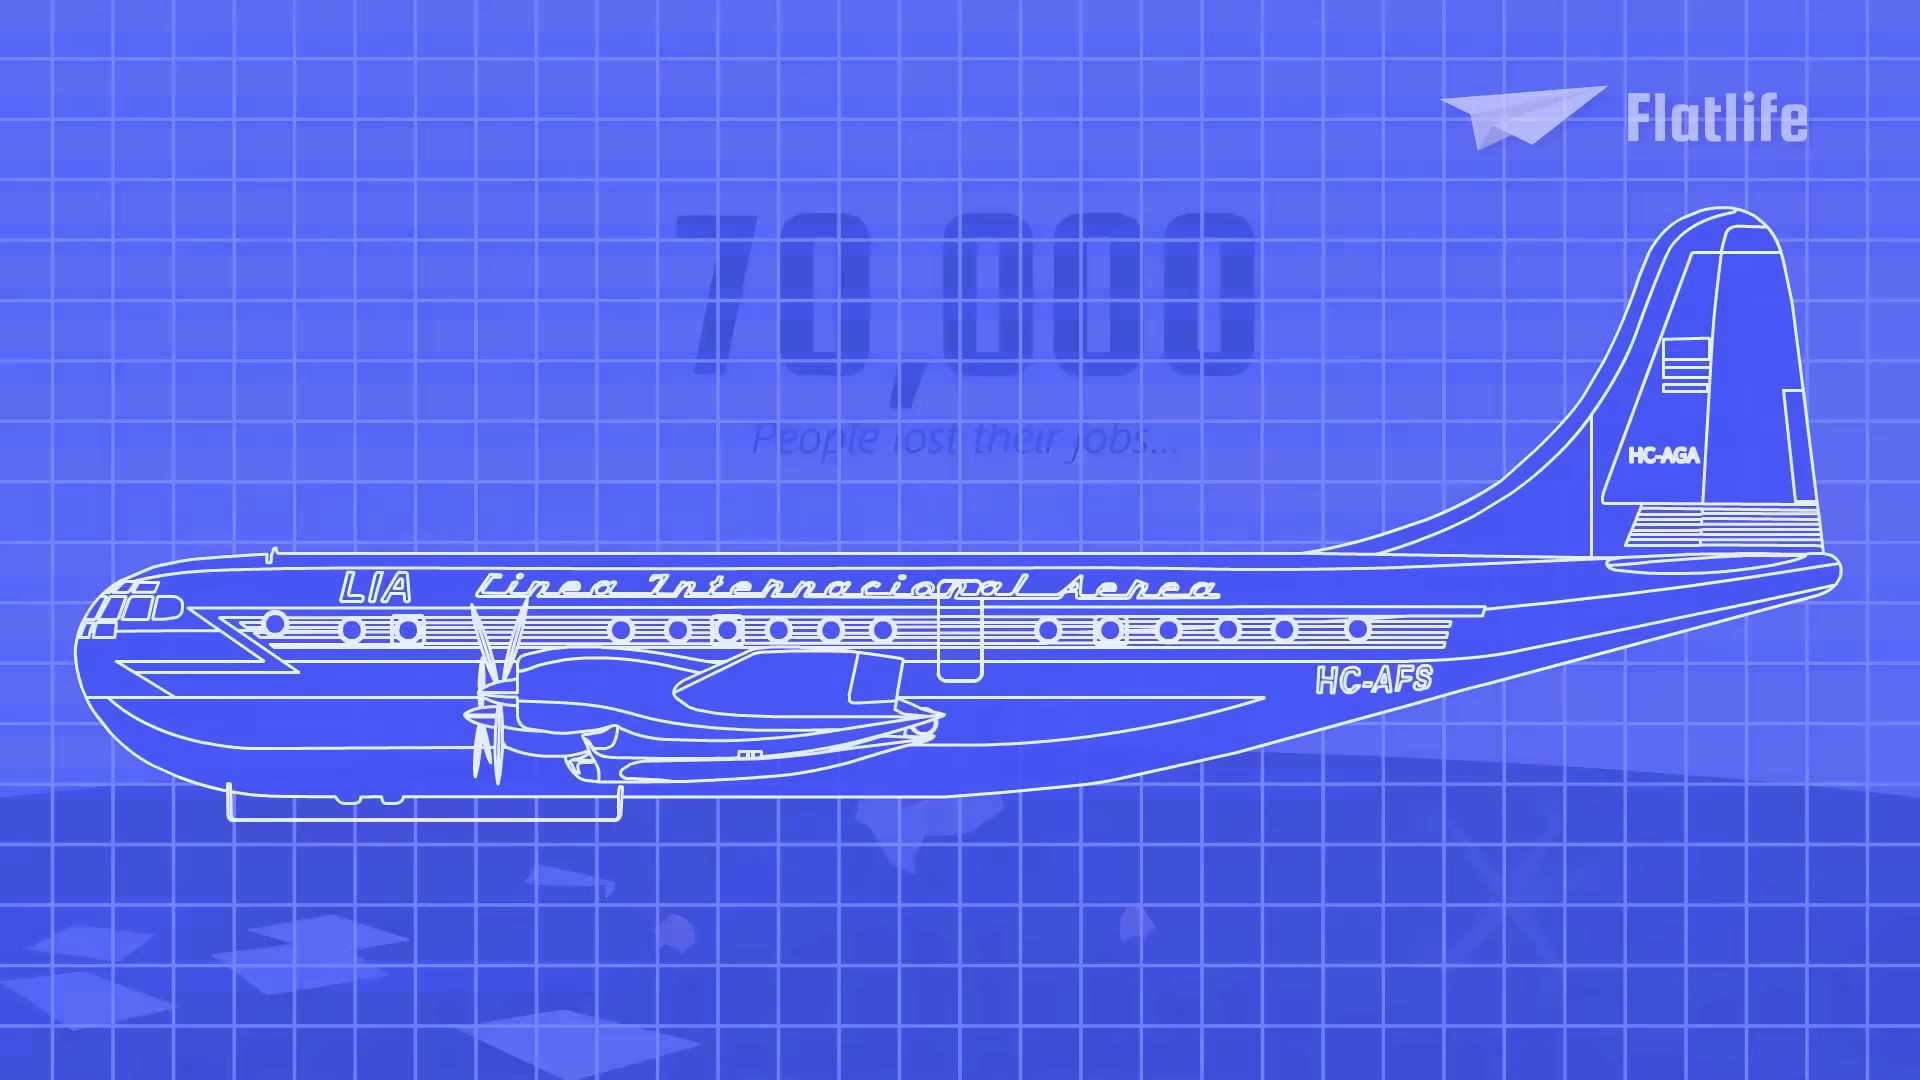 Flatlife
70,000
People lost their jobs...
HC-AGA
LIA Linea Internacional Aerea
HC-AFS